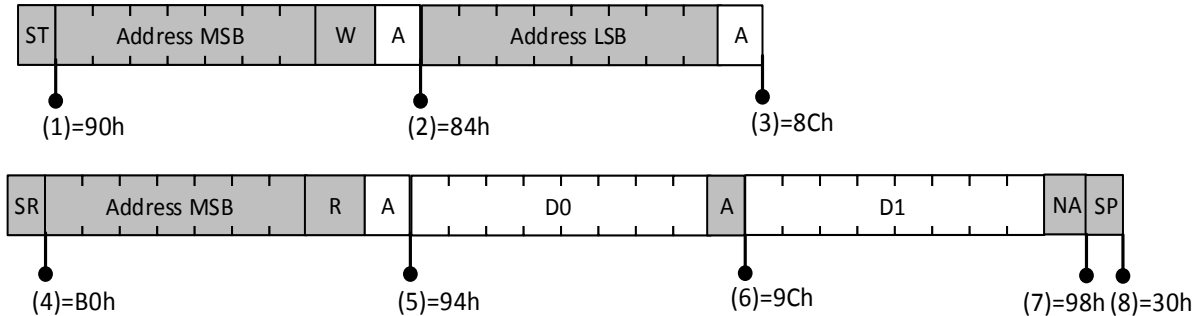 ST Address MSB W A Address LSB A
(1)=90h (2)=84h (3)=8Ch
SR Address MSB R A D0 A D1 NA SP
(4)=B0h (5)=94h (6)=9Ch (7)=98h (8)=30h